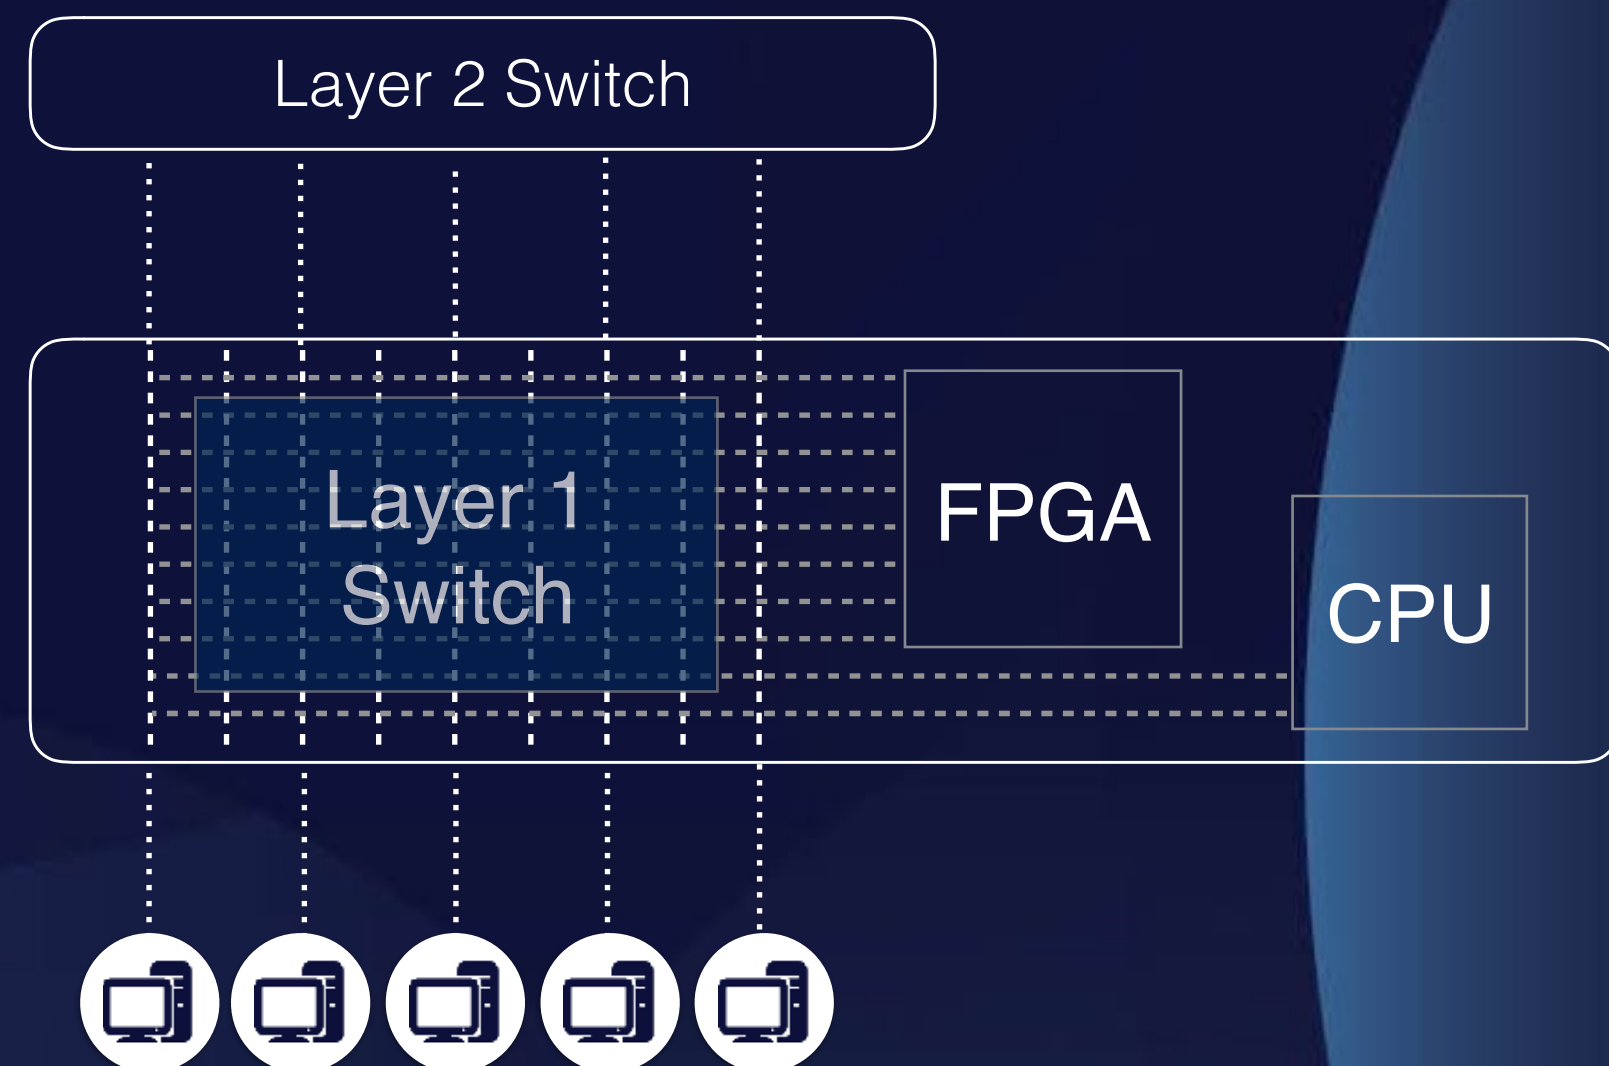 Layer 2 Switch
Layer 1
Switch
FPGA
CPU